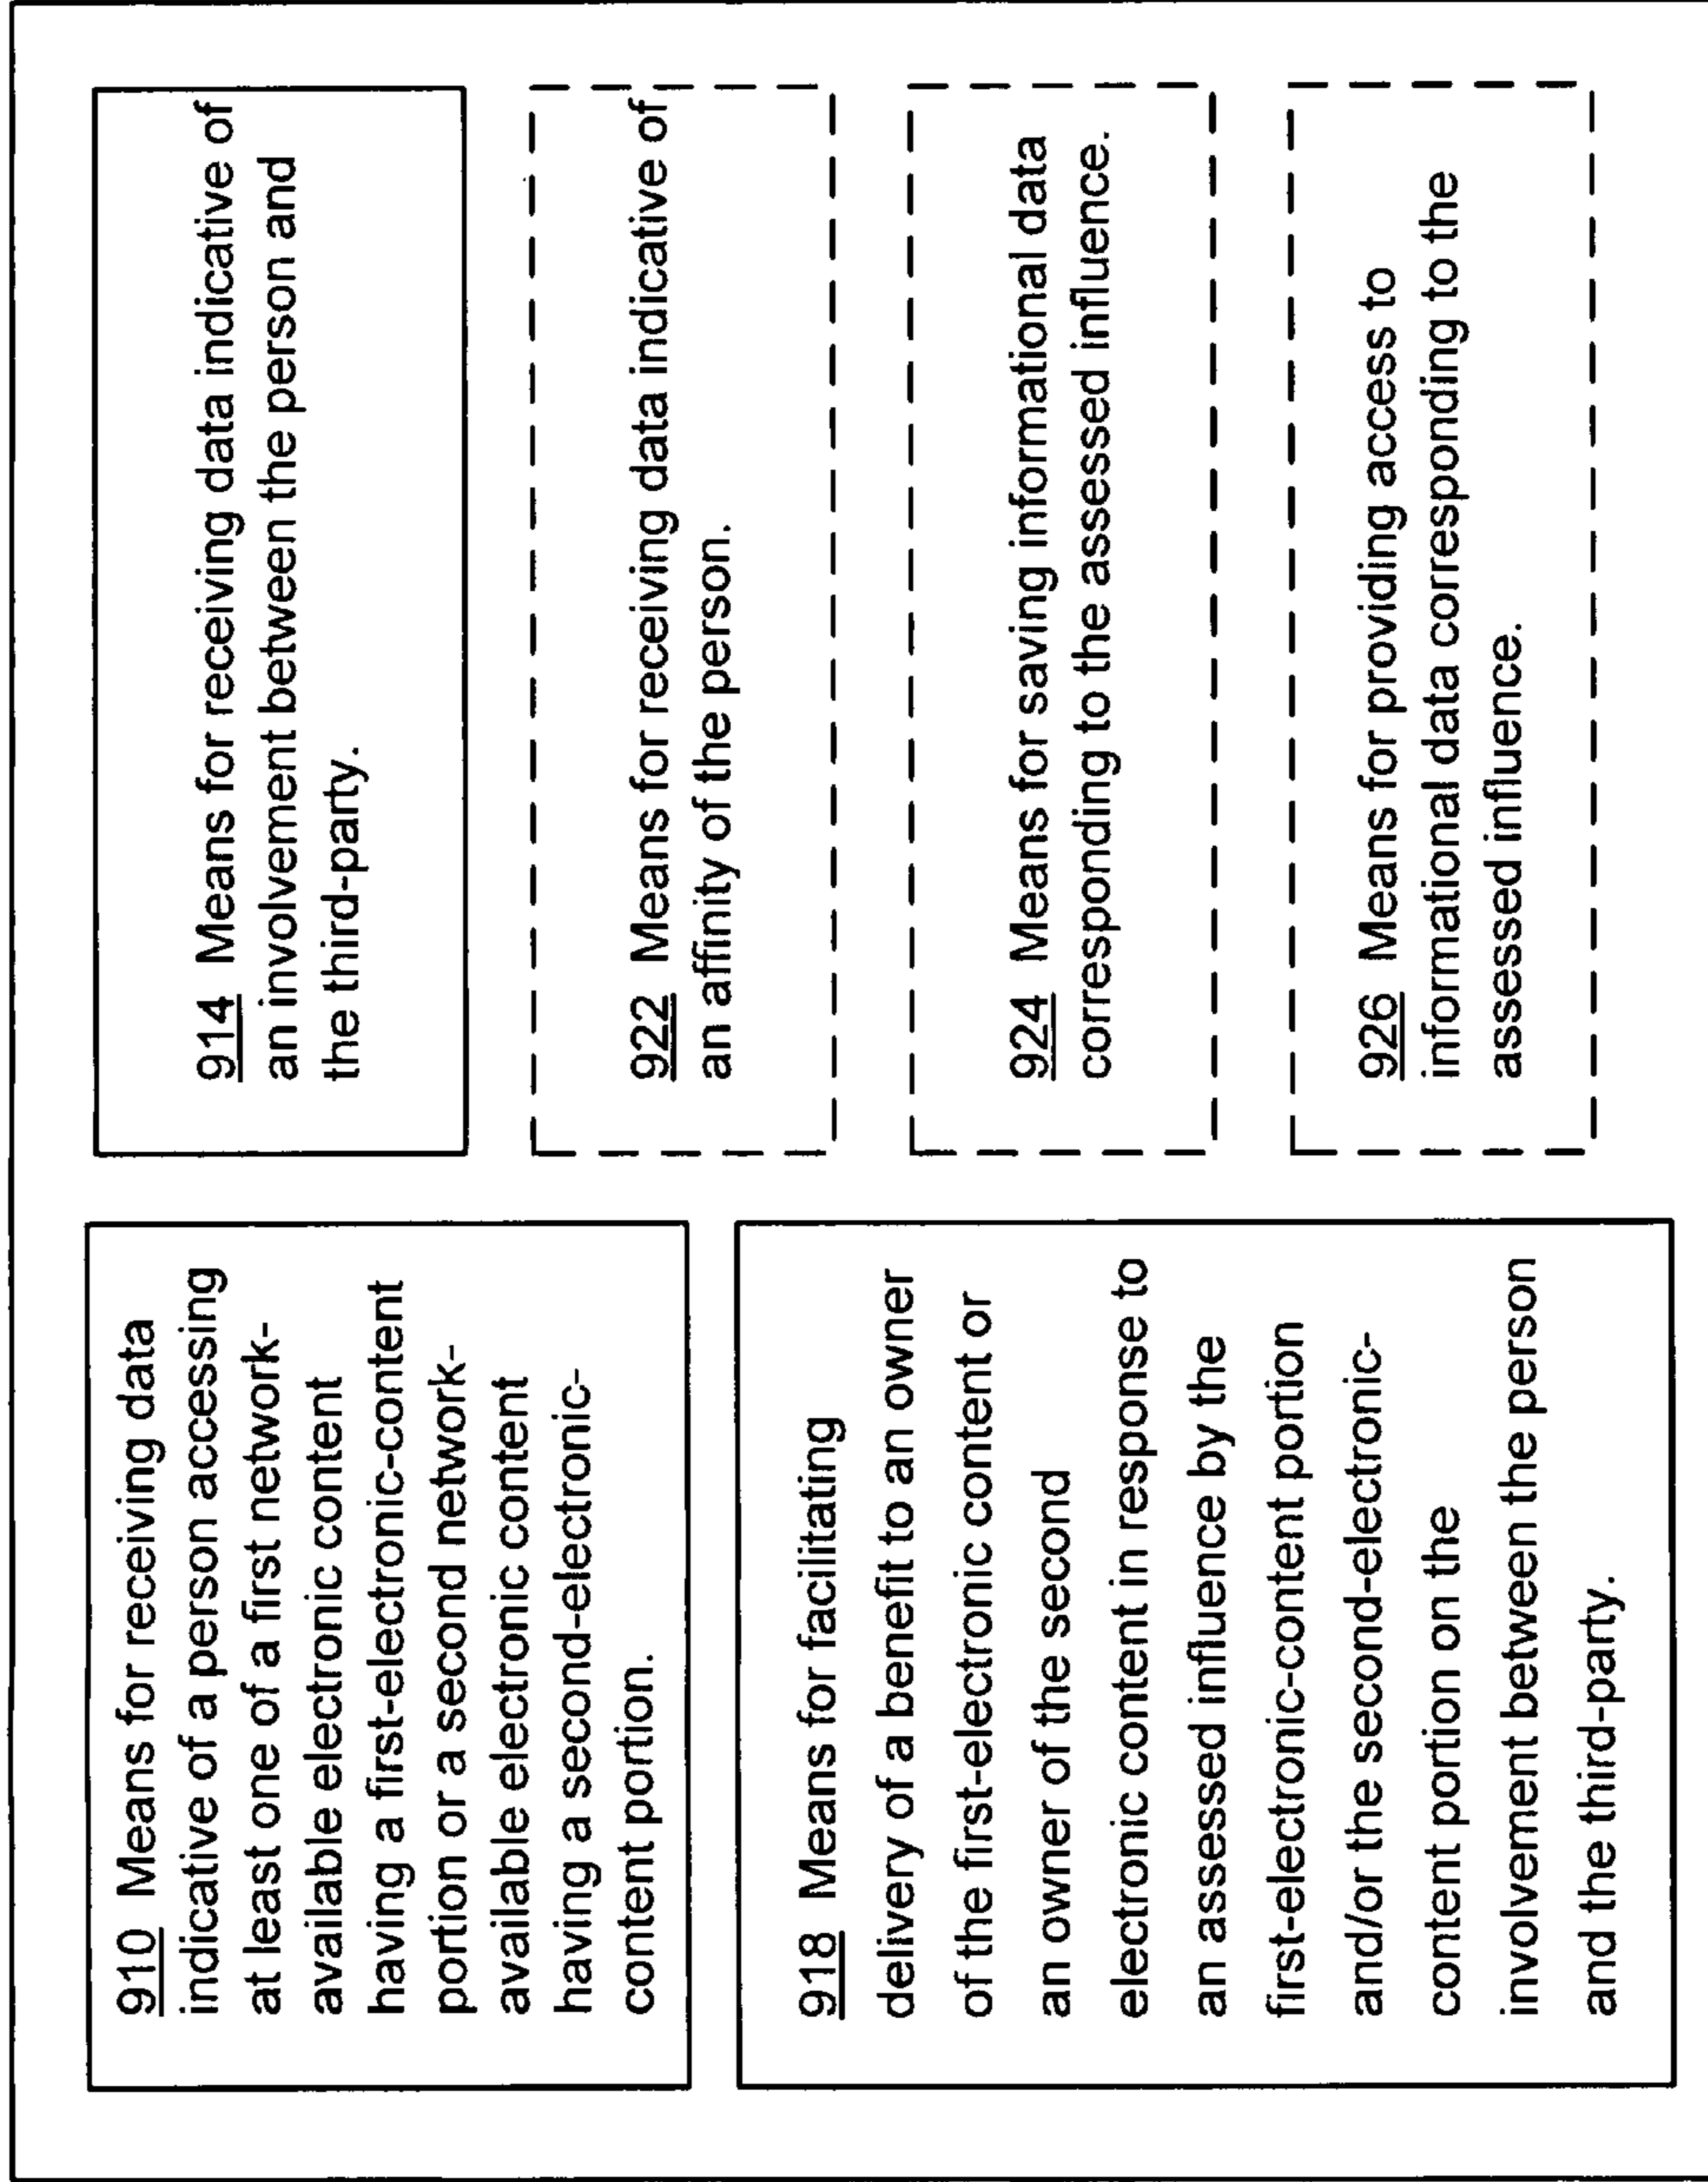 910 Means for receiving data
indicative of a person accessing
at least one of a first network-
available electronic content
having a first-electronic-content
portion or a second network-
available electronic content
having a second-electronic-
content portion.
918 Means for facilitating
delivery of a benefit to an owner
of the first-electronic content or
an owner of the second
electronic content in response to
an assessed influence by the
first-electronic-content portion
and/or the second-electronic-
content portion on the
involvement between the person
and the third-party.
914 Means for receiving data indicative of
an involvement between the person and
the third-party.
922 Means for receiving data indicative of
an affinity of the person.
924 Means for saving informational data
corresponding to the assessed influence.
926 Means for providing access to
informational data corresponding to the
assessed influence.